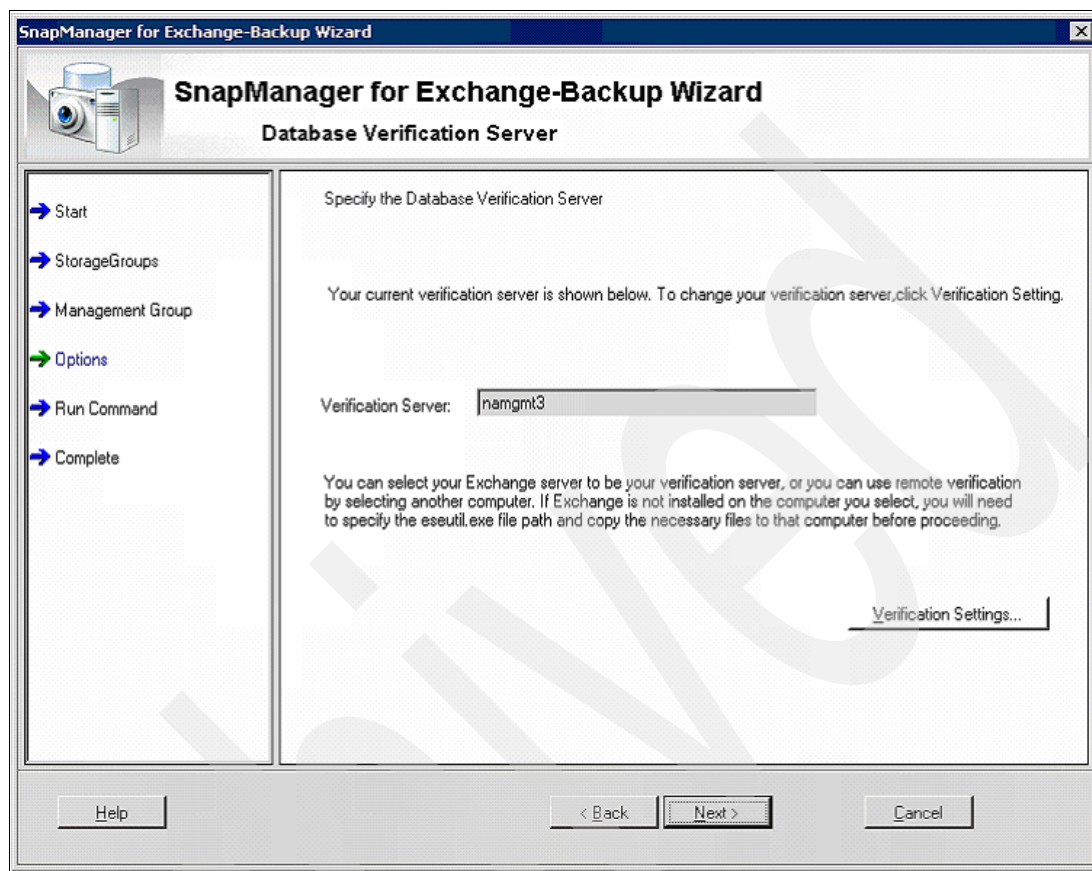 SnapManager for Exchange-Backup Wizard
SnapManager for Exchange-Backup Wizard
Database Verification Server
Start
StorageGroups
Management Group
Options
Run Command
Complete
Specify the Database Verification Server
Your current verification server is shown below. To change your verification server,click Verification Setting.
Verification Server:
namgmt3
You can select your Exchange server to be your verification server, or you can use remote verification
by selecting another computer. If Exchange is not installed on the computer you select, you will need
to specify the eseutil.exe file path and copy the necessary files to that computer before proceeding.
Verification Settings...
Help
< Back
Next >
Cancel
hived